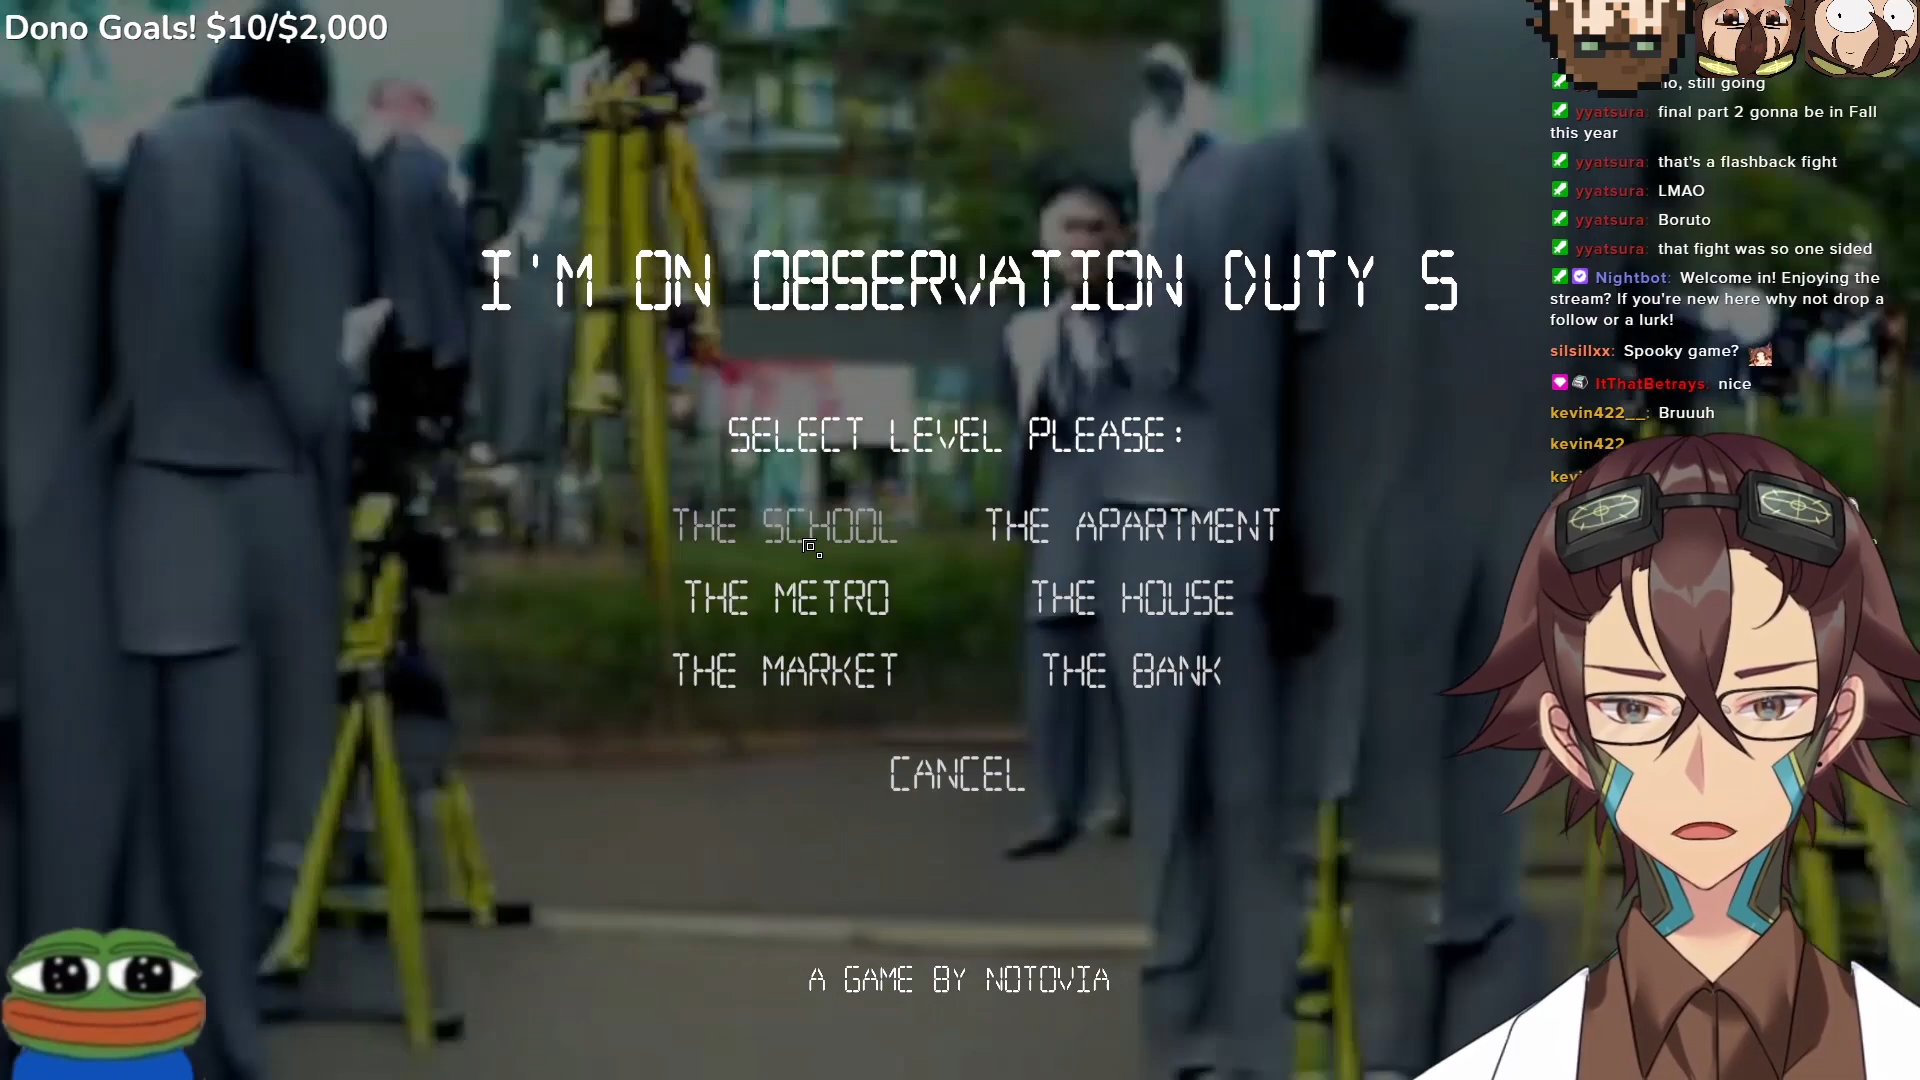 Dono Goals! $10/$2,000
I'M ON OBSERVATION DUTY 5
SELECT LEVEL PLEASE:
THE SCHOOL THE APARTMENT
THE METRO THE HOUSE
THE MARKET THE BANK
CANCEL
A GAME BY NOTOVIA
still going
yyatsura: final part 2 gonna be in Fall
this year
yyatsura: that's a flashback fight
yyatsura: LMAO
yyatsura: Boruto
yyatsura: that fight was so one sided
Nightbot: Welcome in! Enjoying the
stream? If you're new here why not drop a
follow or a lurk!
silsillxx: Spooky game?
ItThatBetrays: nice
kevin422__: Bruuuh
kevin422